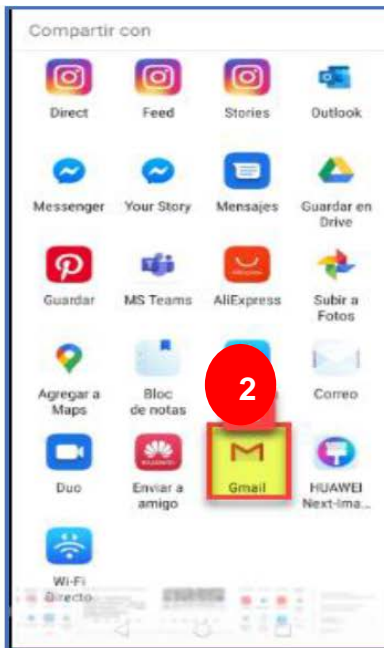 Compartir con
Direct Feed Stories Outlook
Messenger Your Story Mensajes Guardar en
Drive
Guardar MS Teams AliExpress Subir a
Fotos
2
Agregar a Bloc Correo
Maps de notas
Duo Enviar a Gmail HUAWEI
amigo Next-Ima...
Wi-Fi
Directo